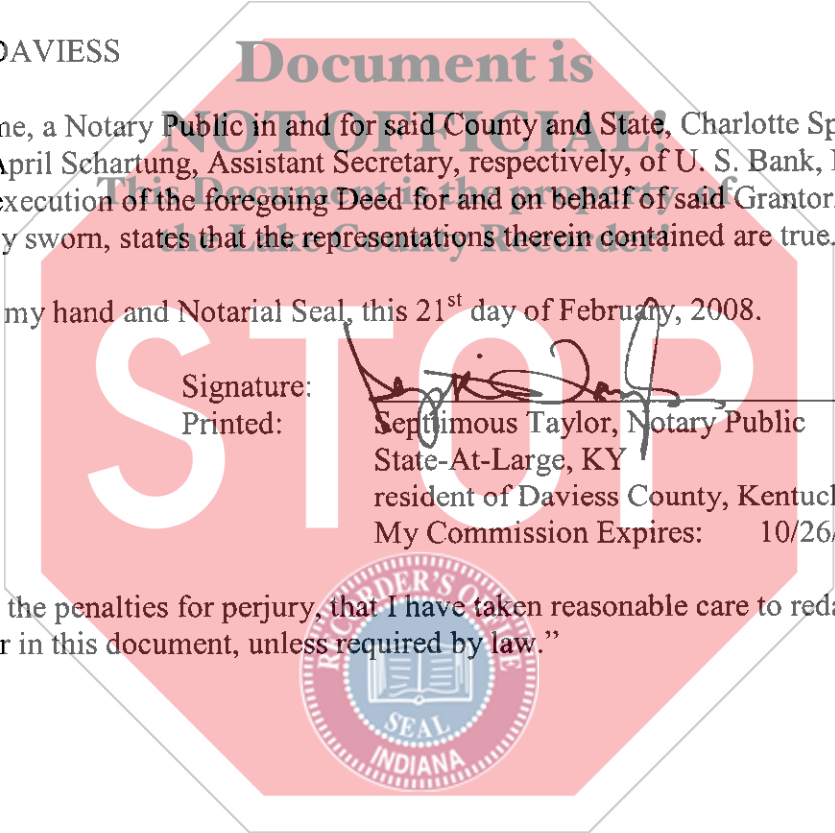 DAVIESS
Document is
NOT OFFICIAL!
me, a Notary Public in and for said County and State, Charlotte Sp
April Schartung, Assistant Secretary, respectively, of U. S. Bank,
This Document is the property of
execution of the foregoing Deed for and on behalf of said Grantor
the Lake County Recorder!
y sworn, states that the representations therein contained are true.
my hand and Notarial Seal, this 21st day of February, 2008.
STOP
Signature:
Printed: Septtimous Taylor, Notary Public
State-At-Large, KY
resident of Daviess County, Kentuc
My Commission Expires: 10/26/
the penalties for perjury, that I have taken reasonable care to reda
r in this document, unless required by law.”
RECORDER'S OFFICE
SEAL
INDIANA